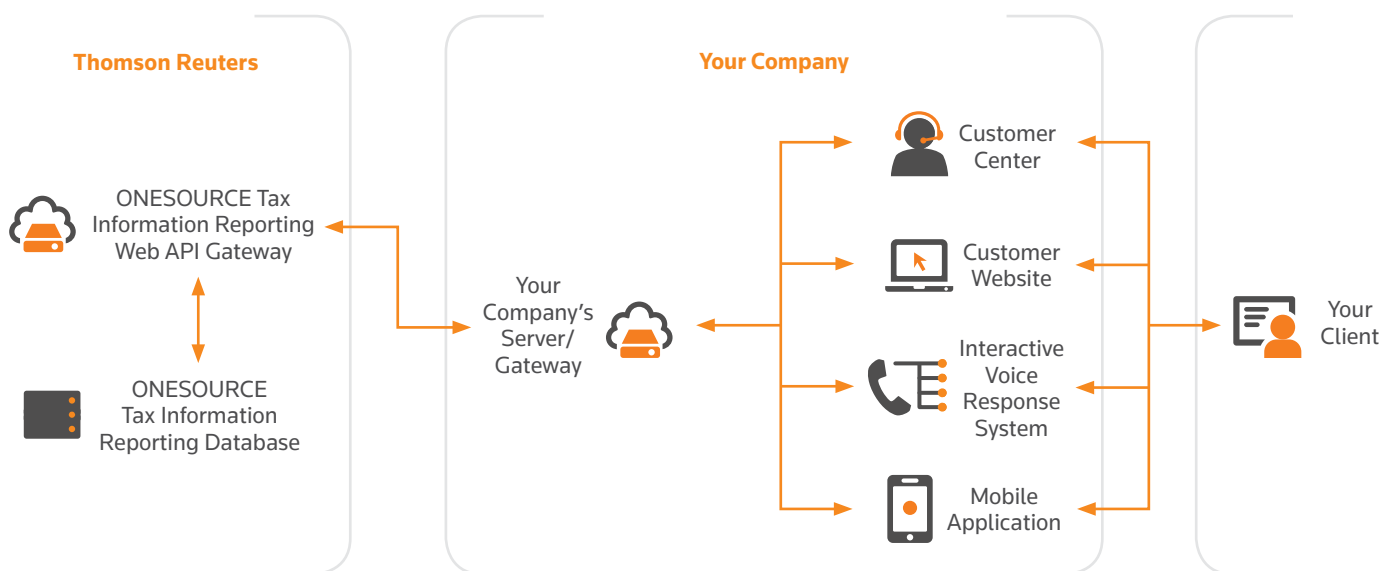 Thomson Reuters
ONESOURCE Tax
Information Reporting
Web API Gateway
ONESOURCE
Tax Information
Reporting Database
Your Company
Your
Company’s
Server/
Gateway
Customer
Center
Customer
Website
Interactive
Voice
Response
System
Mobile
Application
Your
Client